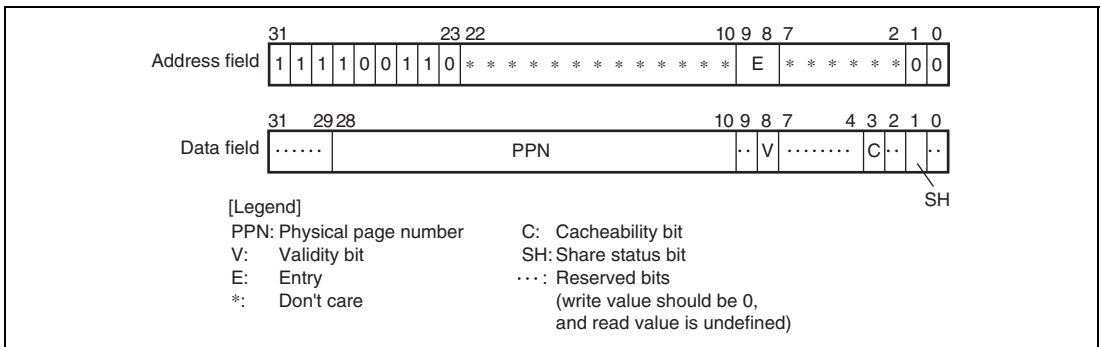 31 23 22 10 9 8 7 2 1 0
Address field 1 1 1 1 0 0 1 1 0 * * * * * * * * * * * * * E * * * * * * 0 0
31 29 28 10 9 8 7 4 3 2 1 0
Data field ...... PPN .. V ........ C .. ..
SH
[Legend]
PPN: Physical page number C: Cacheability bit
V: Validity bit SH: Share status bit
E: Entry ···: Reserved bits
*: Don't care (write value should be 0,
and read value is undefined)